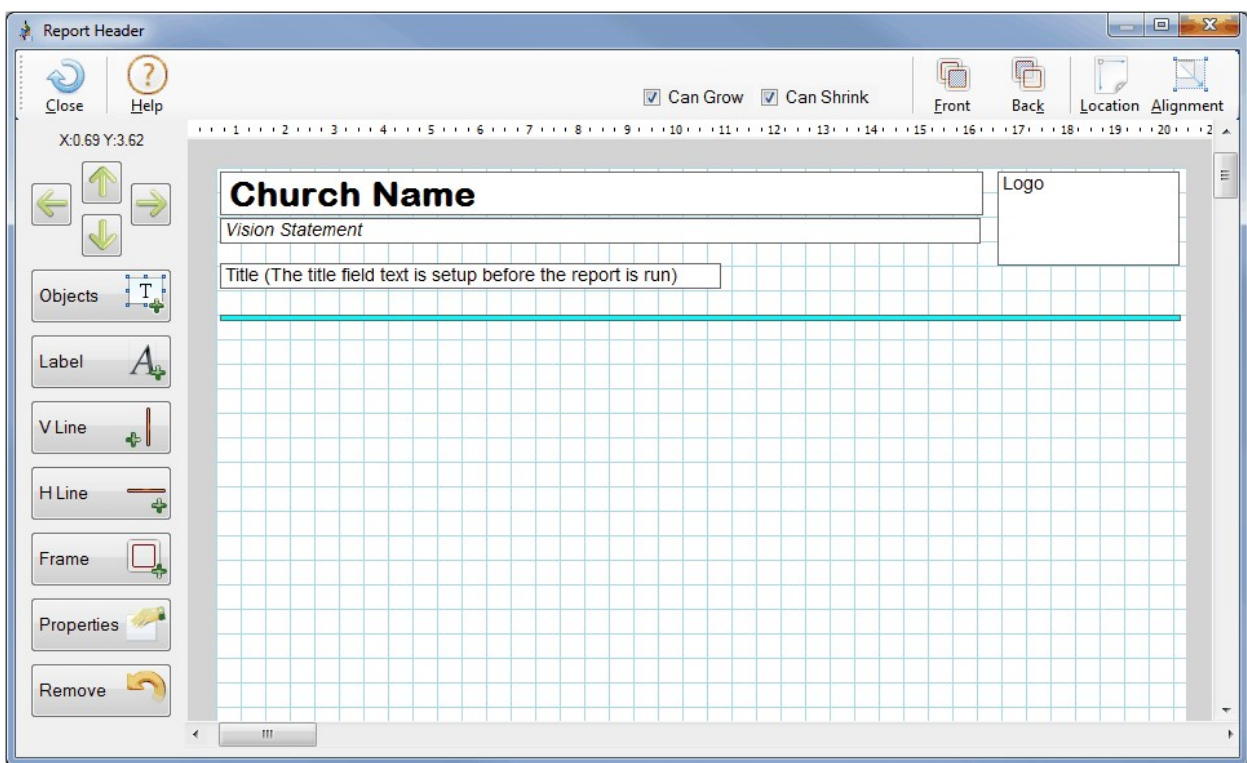 Report Header
Close Help Can Grow Can Shrink Front Back Location Alignment
X:0.69 Y:3.62
1 2 3 4 5 6 7 8 9 10 11 12 13 14 15 16 17 18 19 20 2
Church Name
Logo
Vision Statement
Title (The title field text is setup before the report is run)
Objects T
Label A
V Line
H Line
Frame
Properties
Remove